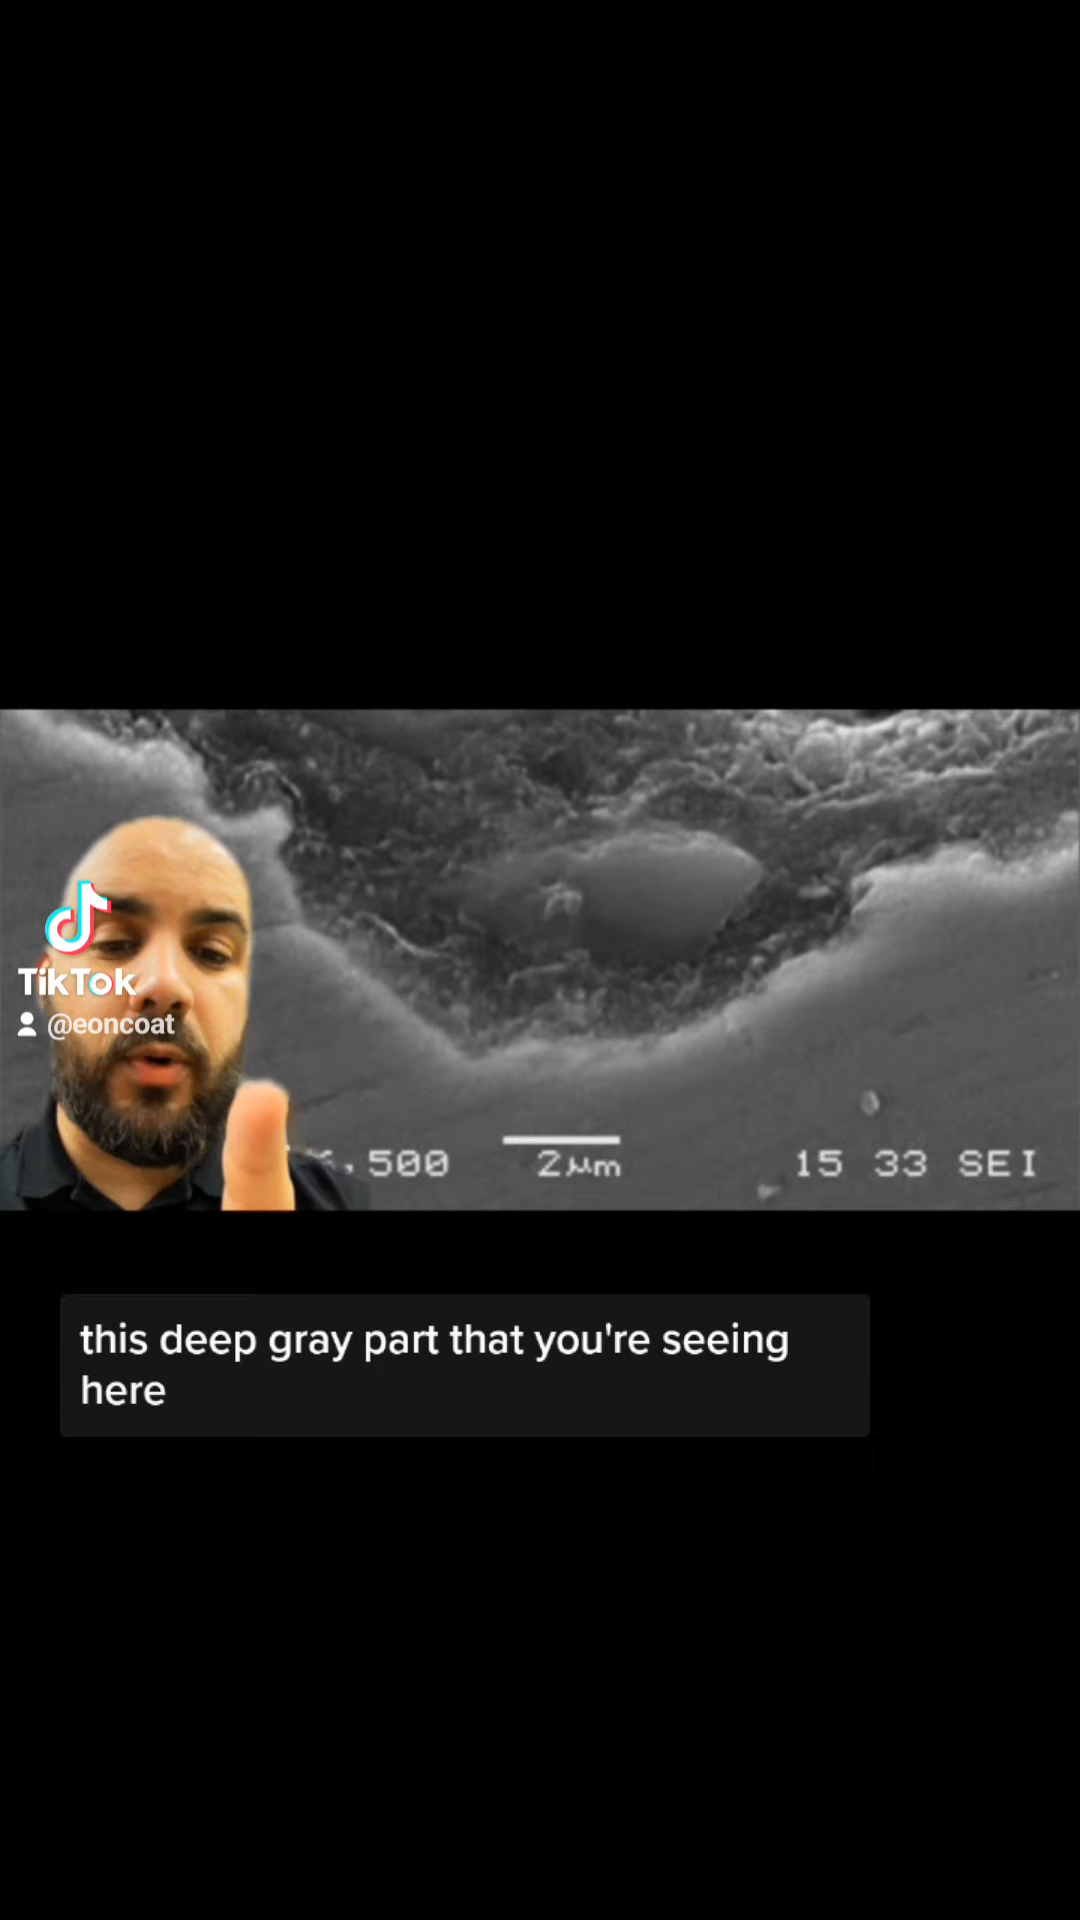 TikTok
@eoncoat
,500
2μm
15 33 SEI
this deep gray part that you're seeing
here